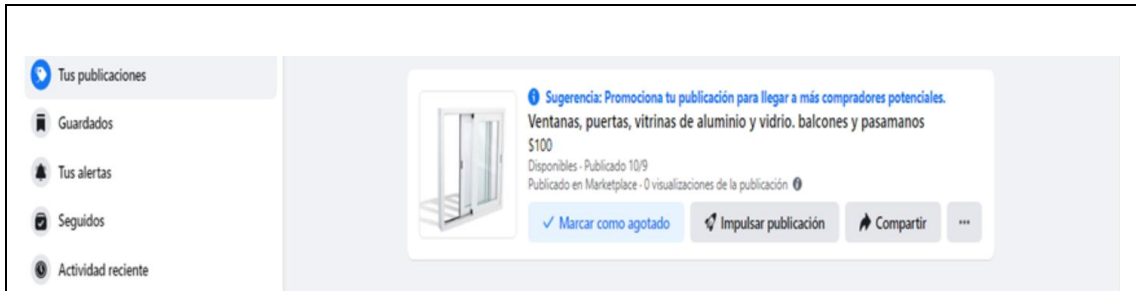 Tus publicaciones
Guardados
Tus alertas
Seguidos
Actividad reciente
Sugerencia: Promociona tu publicación para llegar a más compradores potenciales.
Ventanas, puertas, vitrinas de aluminio y vidrio. balcones y pasamanos
$100
Disponibles · Publicado 10/9
Publicado en Marketplace · 0 visualizaciones de la publicación
Marcar como agotado
Impulsar publicación
Compartir